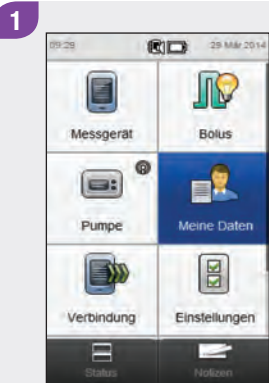 1
09:29 29 Mär 2014
Messgerät Bolus
Pumpe Meine Daten
Verbindung Einstellungen
Status Notizen